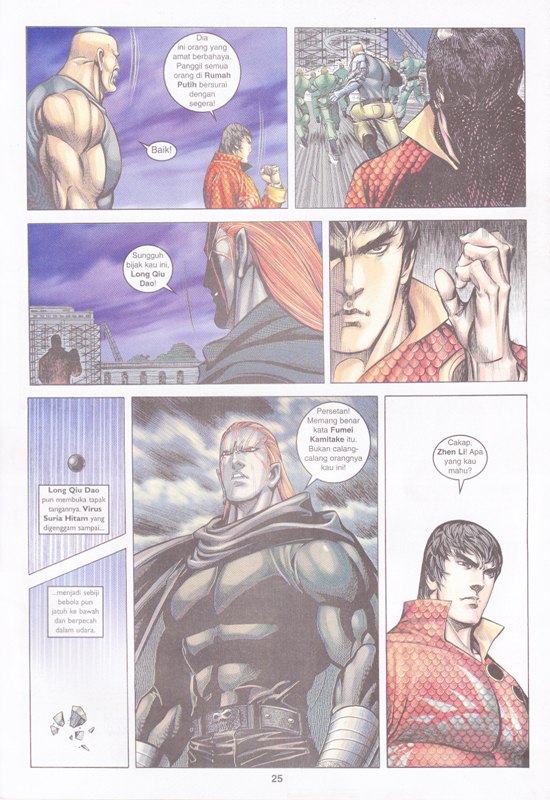 Dia
ini orang yang
amat berbahaya.
Panggil semua
orang di Rumah
Putih bersurai
dengan
segera!
Baik!
Sungguh
bijak kau ini,
Long Qiu
Dao!
Long Qiu Dao
pun membuka tapak
tangannya. Virus
Suria Hitam yang
digenggam sampai...
...menjadi sebiji
bebola pun
jatuh ke bawah
dan berpecah
dalam udara.
Persetan!
Memang benar
kata Fumei
Kamitake itu.
Bukan calang-
calang orangnya
kau ini!
Cakap,
Zhen Li! Apa
yang kau
mahu?
25